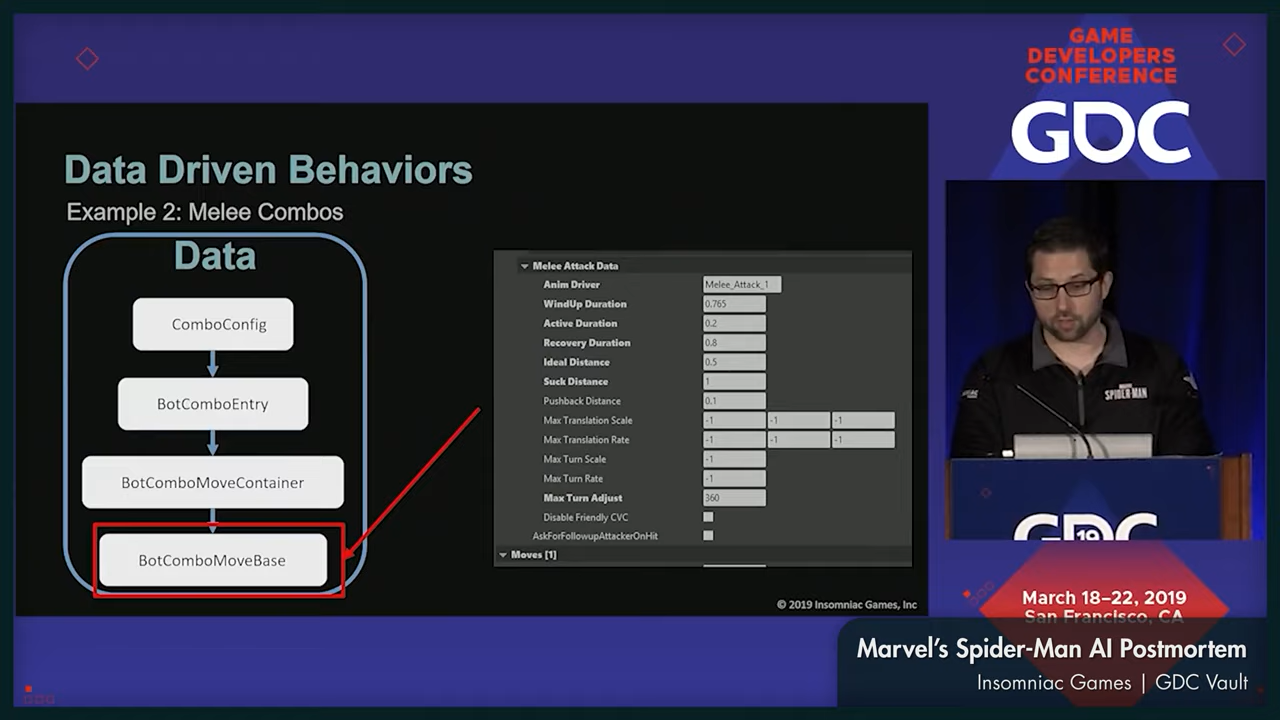 GAME
DEVELOPERS
CONFERENCE
GDC
Data Driven Behaviors
Example 2: Melee Combos
Data
ComboConfig
BotComboEntry
BotComboMoveContainer
BotComboMoveBase
Melee Attack Data
Anim Driver Melee_Attack_1
WindUp Duration 0.765
Active Duration 0.2
Recovery Duration 0.8
Ideal Distance 0.5
Suck Distance 1
Pushback Distance 0.1
Max Translation Scale -1 -1 -1
Max Translation Rate -1 -1 -1
Max Turn Scale -1
Max Turn Rate -1
Max Turn Adjust 360
Disable Friendly CVC
AskForFollowupAttackerOnHit
Moves [1]
© 2019 Insomniac Games, Inc
SPIDER-MAN
GDC
19
March 18–22, 2019
San Francisco, CA
Marvel's Spider-Man AI Postmortem
Insomniac Games | GDC Vault